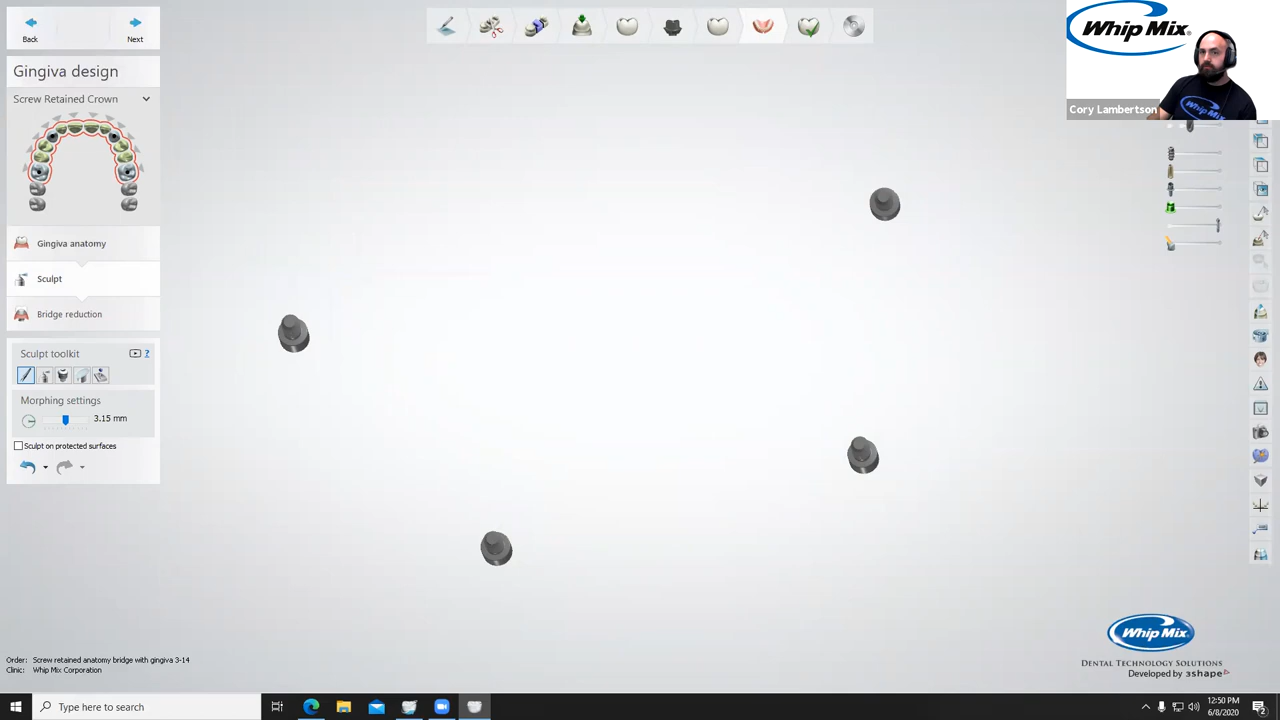 Back
Next
Whip Mix®
Gingiva design
Screw Retained Crown
Cory Lambertson
Whip Mix
Gingiva anatomy
Sculpt
Bridge reduction
Sculpt toolkit
?
Morphing settings
3.15 mm
Sculpt on protected surfaces
Whip Mix
Order: Screw retained anatomy bridge with gingiva 3-14
Clinic: Whip Mix Corporation
DENTAL TECHNOLOGY SOLUTIONS
Developed by 3shape
Type here to search
12:50 PM
6/8/2020
2